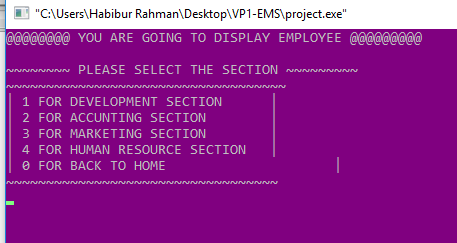 "C:\Users\Habibur Rahman\Desktop\VP1-EMS\project.exe"
@@@@@@@@ YOU ARE GOING TO DISPLAY EMPLOYEE @@@@@@@@@
~~~~~~~~ PLEASE SELECT THE SECTION ~~~~~~~~~
~~~~~~~~~~~~~~~~~~~~~~~~~~~~~~~~~~~
| 1 FOR DEVELOPMENT SECTION      |
| 2 FOR ACCUNTING SECTION        |
| 3 FOR MARKETING SECTION        |
| 4 FOR HUMAN RESOURCE SECTION   |
| 0 FOR BACK TO HOME                     |
~~~~~~~~~~~~~~~~~~~~~~~~~~~~~~~~~~